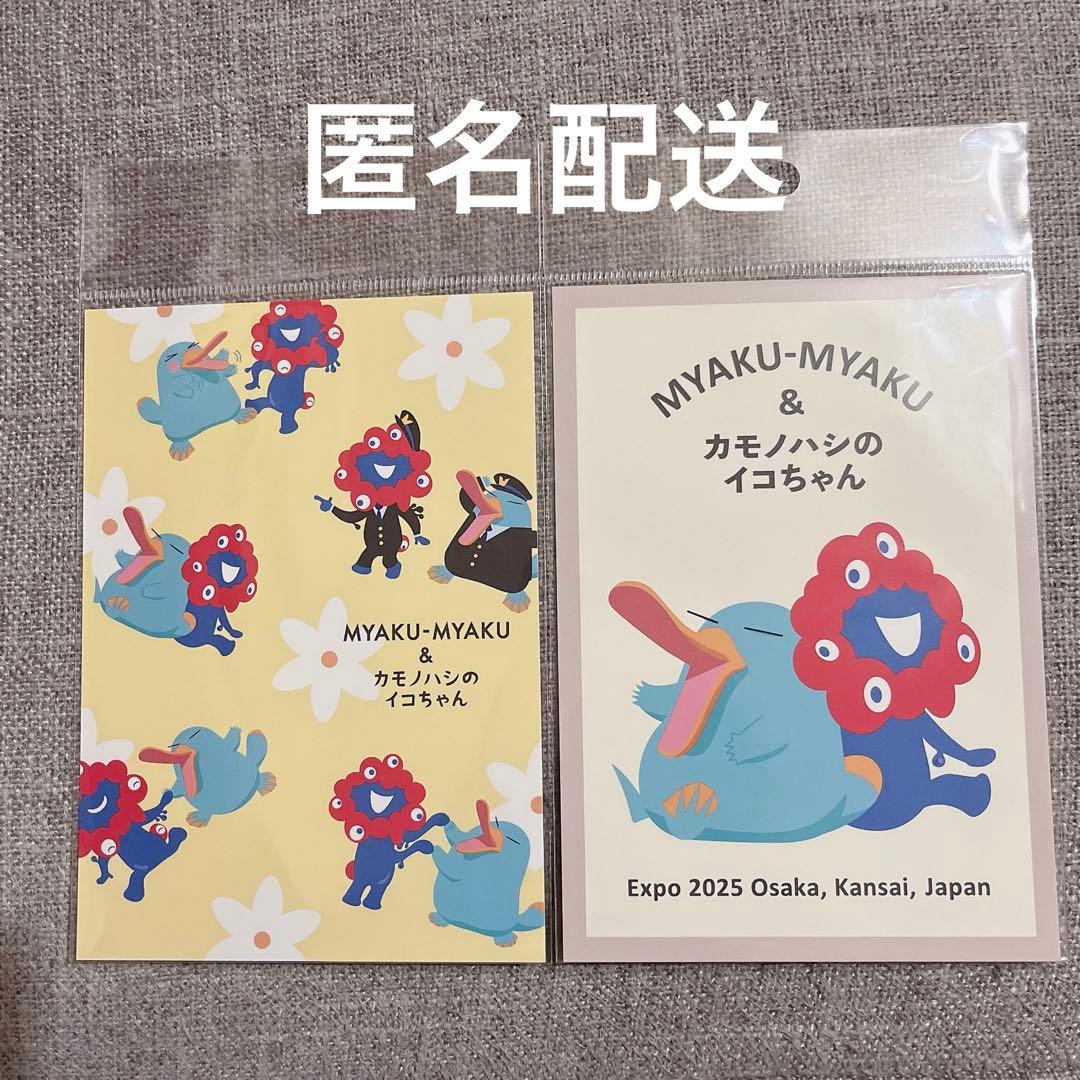 匿名配送
MYAKU-MYAKU
&
カモノハシの
イコちゃん
MYAKU-MYAKU
&
カモノハシの
イコちゃん
Expo 2025 Osaka, Kansai, Japan